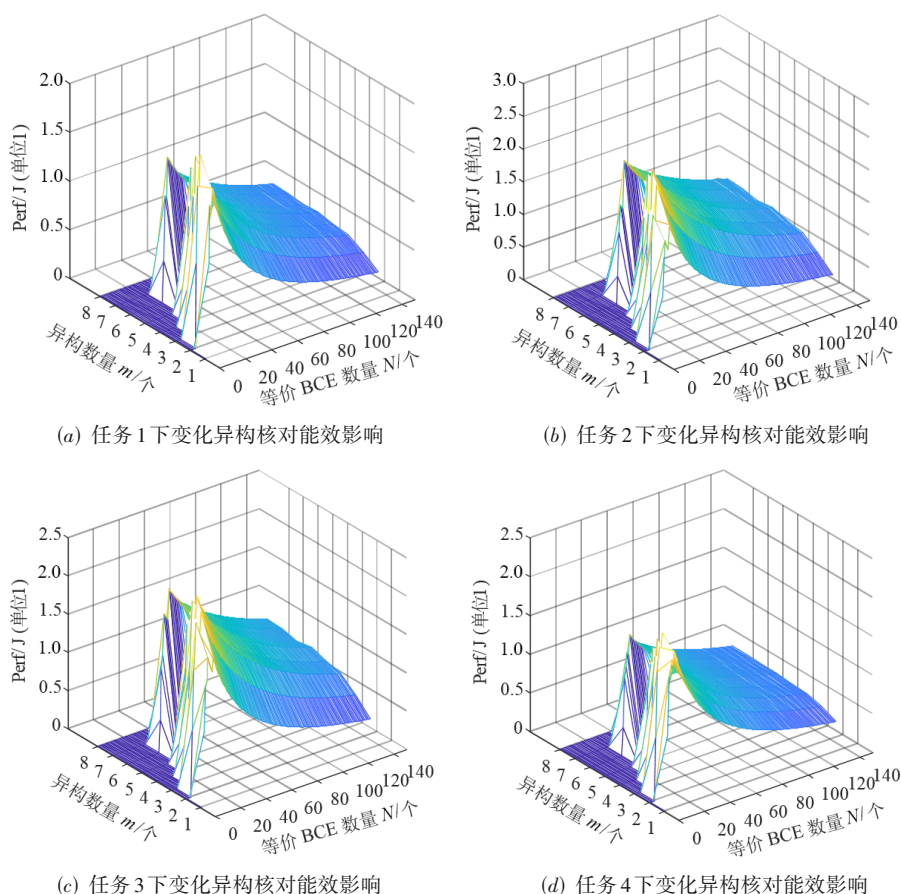 2.0
1.5
1.0
0.5
0
Perf/J (单位1)
8 7 6 5 4 3 2 1
异构数量 m/个
0 20 40 60 80 100 120 140
等价 BCE 数量 N/个
(a) 任务1下变化异构核对能效影响
3.0
2.5
2.0
1.5
1.0
0.5
0
Perf/J (单位1)
8 7 6 5 4 3 2 1
异构数量 m/个
0 20 40 60 80 100 120 140
等价 BCE 数量 N/个
(b) 任务2下变化异构核对能效影响
2.5
2.0
1.5
1.0
0.5
0
Perf/J (单位1)
8 7 6 5 4 3 2 1
异构数量 m/个
0 20 40 60 80 100 120 140
等价 BCE 数量 N/个
(c) 任务3下变化异构核对能效影响
2.5
2.0
1.5
1.0
0.5
0
Perf/J (单位1)
8 7 6 5 4 3 2 1
异构数量 m/个
0 20 40 60 80 100 120 140
等价 BCE 数量 N/个
(d) 任务4下变化异构核对能效影响